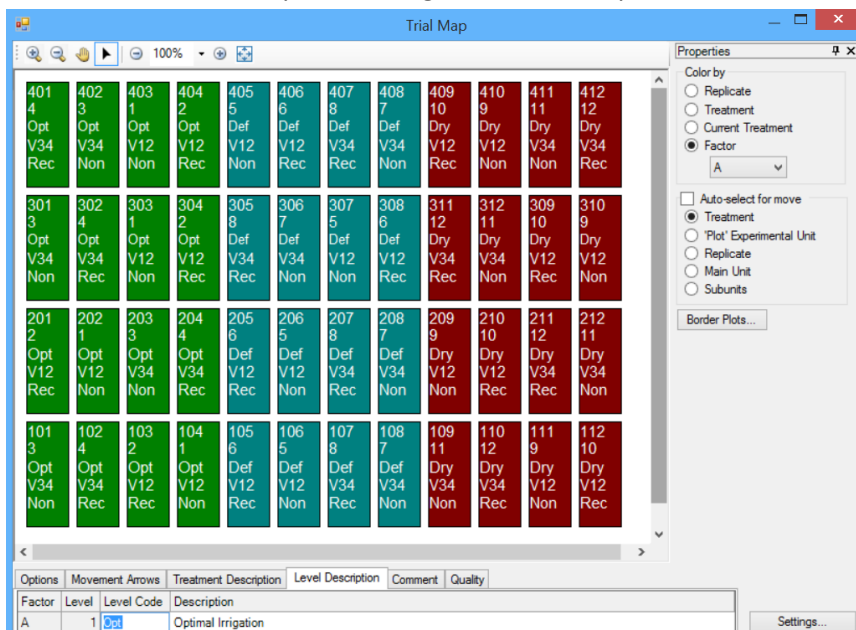 Trial Map
100%
401 402 403 404 405 406 407 408 409 410 411 412
4 3 1 2 5 6 8 7 10 9 11 12
Opt Opt Opt Opt Def Def Def Def Dry Dry Dry Dry
V34 V34 V12 V12 V12 V12 V34 V34 V12 V12 V34 V34
Rec Non Non Rec Non Rec Rec Non Rec Non Non Rec
301 302 303 304 305 306 307 308 311 312 309 310
3 4 1 2 8 7 5 6 12 11 10 9
Opt Opt Opt Opt Def Def Def Def Dry Dry Dry Dry
V34 V34 V12 V12 V34 V34 V12 V12 V34 V34 V12 V12
Non Rec Non Rec Rec Non Non Rec Rec Non Rec Non
201 202 203 204 205 206 207 208 209 210 211 212
2 1 3 4 6 5 8 7 9 10 12 11
Opt Opt Opt Opt Def Def Def Def Dry Dry Dry Dry
V12 V12 V34 V34 V12 V12 V34 V34 V12 V12 V34 V34
Rec Non Non Rec Rec Non Rec Non Non Rec Rec Non
101 102 103 104 105 106 107 108 109 110 111 112
3 4 2 1 6 5 8 7 11 12 9 10
Opt Opt Opt Opt Def Def Def Def Dry Dry Dry Dry
V34 V34 V12 V12 V12 V12 V34 V34 V34 V34 V12 V12
Non Rec Rec Non Rec Non Rec Non Non Rec Non Rec
Properties
Color by
Replicate
Treatment
Current Treatment
Factor
A
Auto-select for move
Treatment
'Plot' Experimental Unit
Replicate
Main Unit
Subunits
Border Plots...
Options Movement Arrows Treatment Description Level Description Comment Quality
Factor Level Level Code Description
A 1 Opt Optimal Irrigation
Settings...